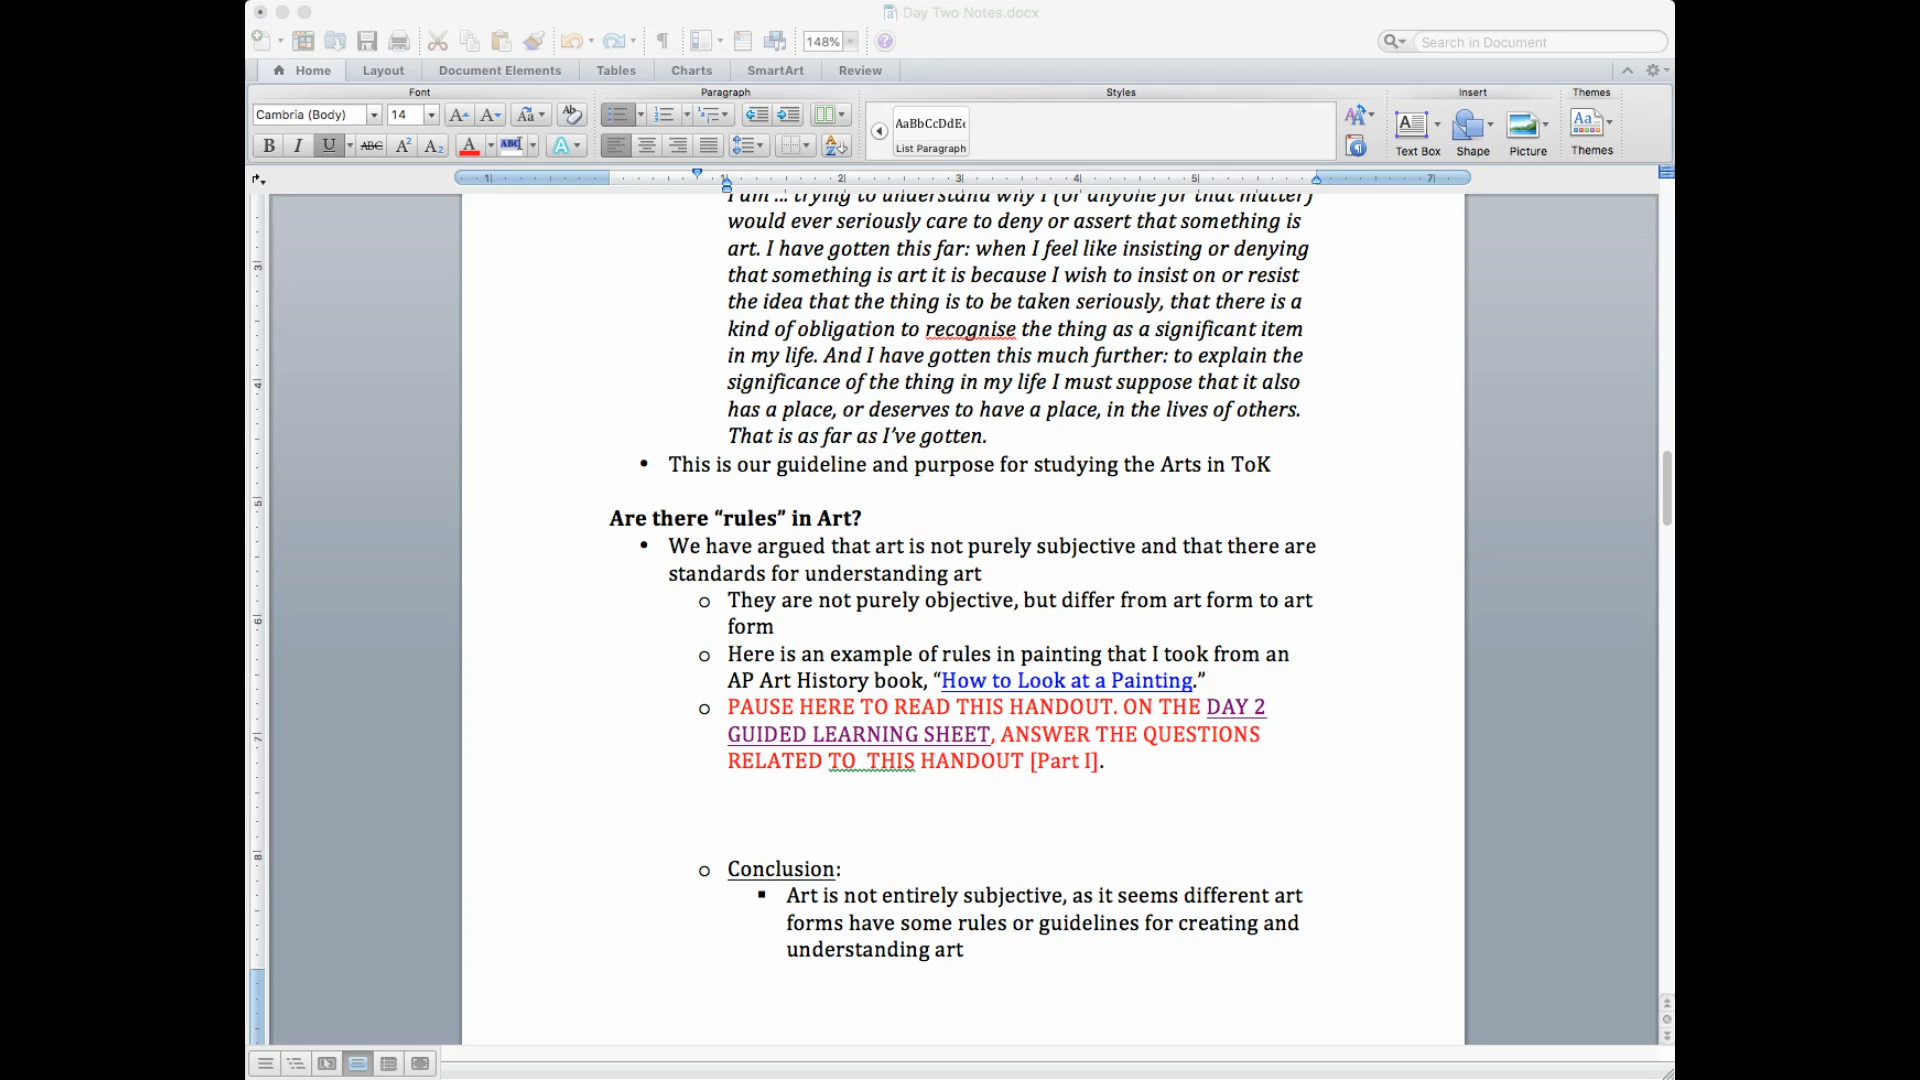 Day Two Notes.docx
148%
Search in Document
Home Layout Document Elements Tables Charts SmartArt Review
Font Paragraph Styles Insert Themes
Cambria (Body) 14
AaBbCcDdEe
List Paragraph
Text Box Shape Picture Themes
I am ... trying to understand why I (or anyone for that matter)
would ever seriously care to deny or assert that something is
art. I have gotten this far: when I feel like insisting or denying
that something is art it is because I wish to insist on or resist
the idea that the thing is to be taken seriously, that there is a
kind of obligation to recognise the thing as a significant item
in my life. And I have gotten this much further: to explain the
significance of the thing in my life I must suppose that it also
has a place, or deserves to have a place, in the lives of others.
That is as far as I’ve gotten.
• This is our guideline and purpose for studying the Arts in ToK
Are there “rules” in Art?
• We have argued that art is not purely subjective and that there are
standards for understanding art
o They are not purely objective, but differ from art form to art
form
o Here is an example of rules in painting that I took from an
AP Art History book, “How to Look at a Painting.”
o PAUSE HERE TO READ THIS HANDOUT. ON THE DAY 2
GUIDED LEARNING SHEET, ANSWER THE QUESTIONS
RELATED TO  THIS HANDOUT [Part I].
o Conclusion:
▪ Art is not entirely subjective, as it seems different art
forms have some rules or guidelines for creating and
understanding art